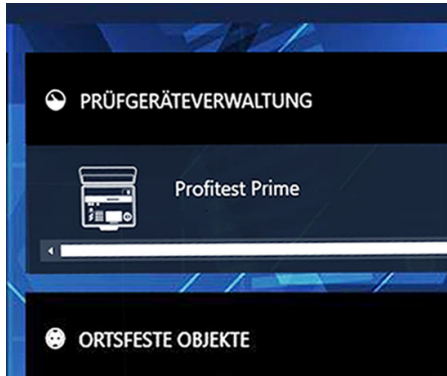 PRÜFGERÄTEVERWALTUNG
Profitest Prime
ORTSFESTE OBJEKTE